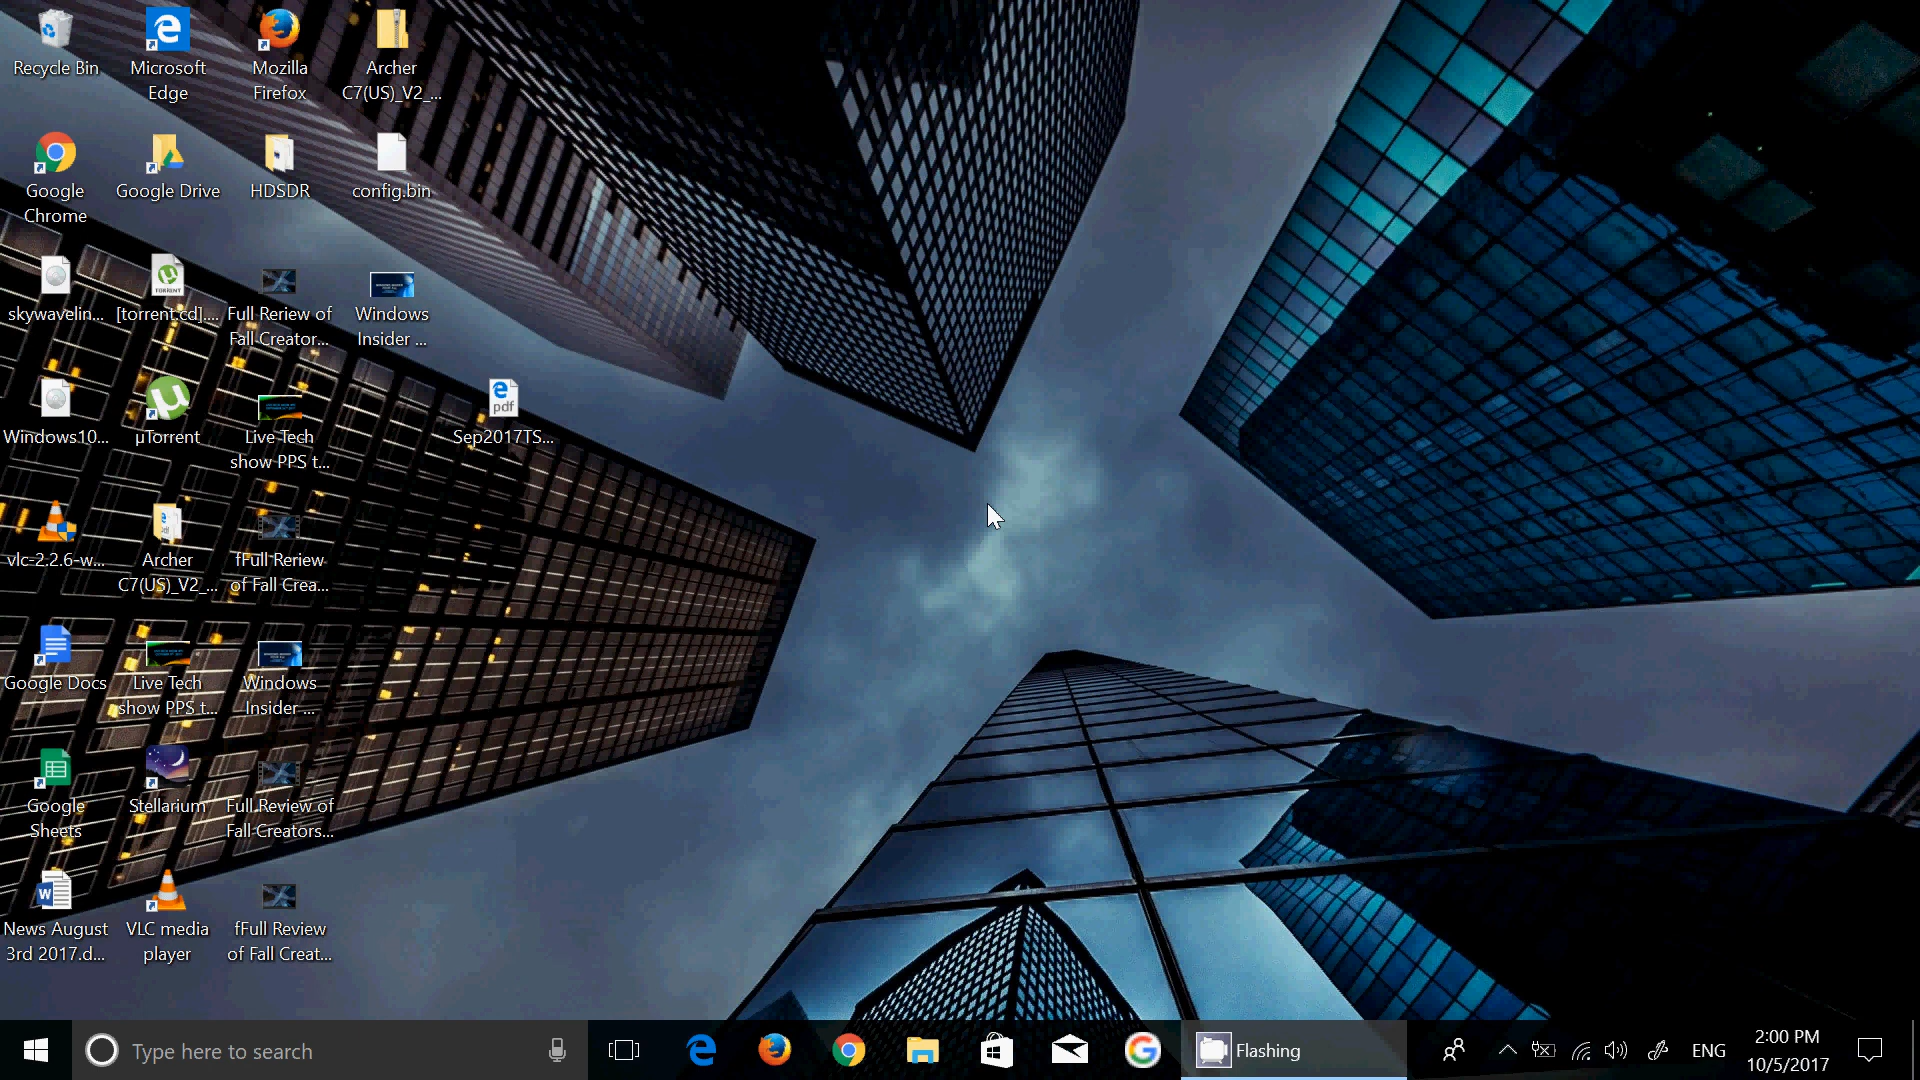 Recycle Bin
Microsoft
Edge
Mozilla
Firefox
Archer
C7(US)_V2_...
Google
Chrome
Google Drive
HDSDR
config.bin
skywavelin...
[torrent.cd]....
TORRENT
Full Reriew of
Fall Creator...
Windows
Insider ...
Windows10...
µTorrent
Live Tech
show PPS t...
pdf
Sep2017TS...
vlc-2.2.6-w...
Archer
C7(US)_V2_...
fFull Reriew
of Fall Crea...
Google Docs
Live Tech
show PPS t...
Windows
Insider ...
Google
Sheets
Stellarium
Full Review of
Fall Creators...
News August
3rd 2017.d...
VLC media
player
fFull Review
of Fall Creat...
Type here to search
Flashing
ENG
2:00 PM
10/5/2017